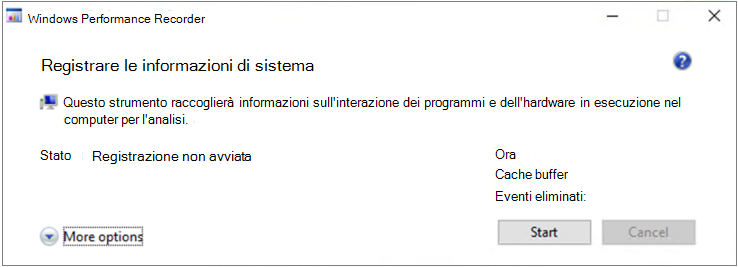 Windows Performance Recorder
Registrare le informazioni di sistema
Questo strumento raccoglierà informazioni sull'interazione dei programmi e dell'hardware in esecuzione nel
computer per l'analisi.
Stato Registrazione non avviata
Ora
Cache buffer
Eventi eliminati:
More options
Start Cancel